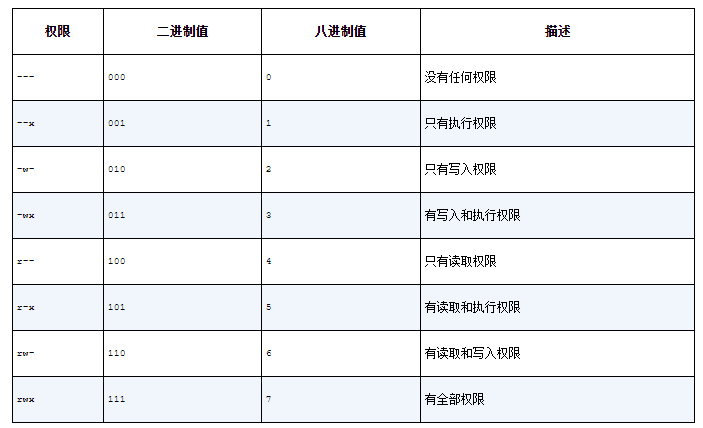 权限 二进制值 八进制值 描述
--- 000 0 没有任何权限
--x 001 1 只有执行权限
-w- 010 2 只有写入权限
-wx 011 3 有写入和执行权限
r-- 100 4 只有读取权限
r-x 101 5 有读取和执行权限
rw- 110 6 有读取和写入权限
rwx 111 7 有全部权限